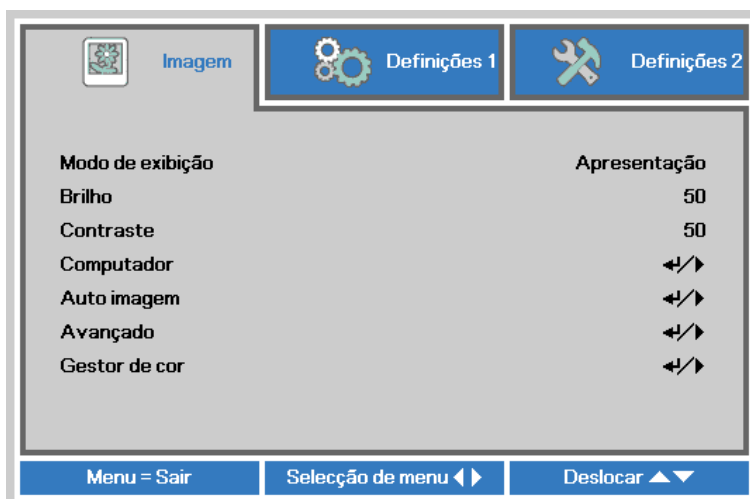 Imagem
Definições 1
Definições 2
Modo de exibição Apresentação
Brilho 50
Contraste 50
Computador
Auto imagem
Avançado
Gestor de cor
Menu = Sair
Selecção de menu
Deslocar